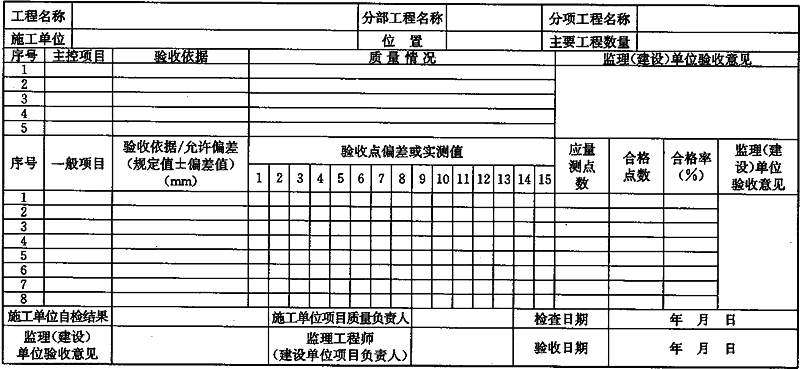 工程名称 分部工程名称 分项工程名称
施工单位 位 置 主要工程数量
序号 主控项目 验收依据 质量情况 监理(建设)单位验收意见
1
2
3
4
5
序号 一般项目 验收依据/允许偏差
(规定值士偏差值)
(mm)
验收点偏差或实测值
1 2 3 4 5 6 7 8 9 10 11 12 13 14 15
应量
测点
数
合格
点数
合格率
(%)
监理(建
设)单位
验收意见
1
2
3
4
5
6
7
8
施工单位自检结果 施工单位项目质量负责人 检查日期 年 月 日
监理(建设)
单位验收意见
监理工程师
(建设单位项目负责人)
验收日期 年 月 日